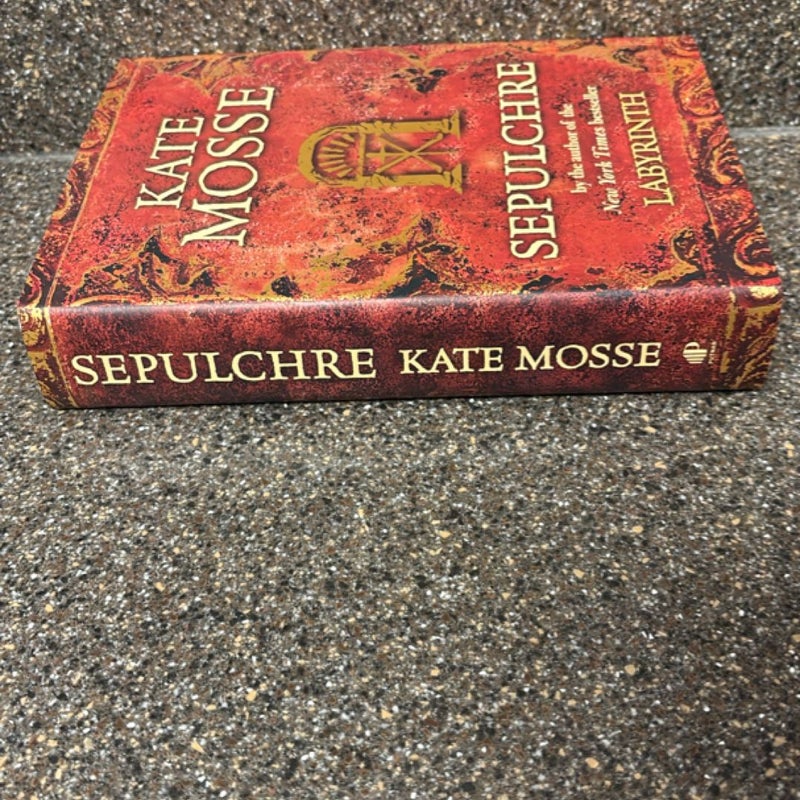 KATE
MOSSE
SEPULCHRE
by the author of the
New York Times bestseller
LABYRINTH
SEPULCHRE KATE MOSSE